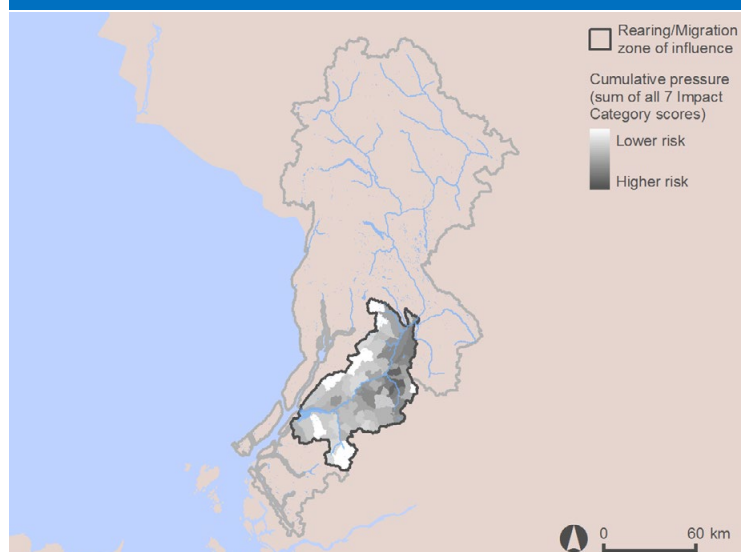 Rearing/Migration
zone of influence
Cumulative pressure
(sum of all 7 Impact
Category scores)
Lower risk
Higher risk
0 60 km